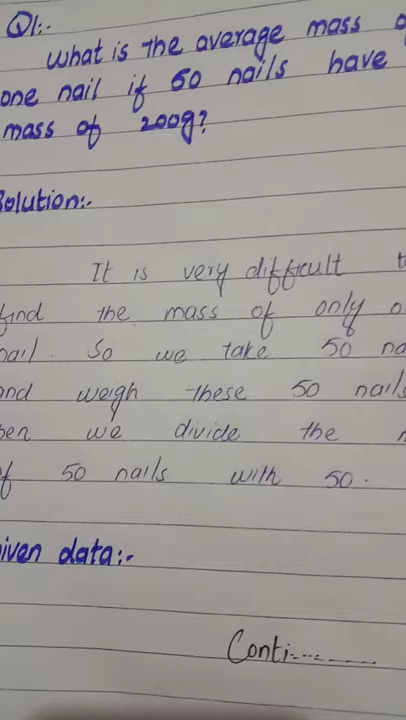 Q1:-
What is the average mass
one nail if 50 nails have
mass of 200g?
Solution:-
It is very difficult
find the mass of only
nail. So we take 50
and weigh these 50 nails
we divide the
of 50 nails with 50.
given data:-
Conti........